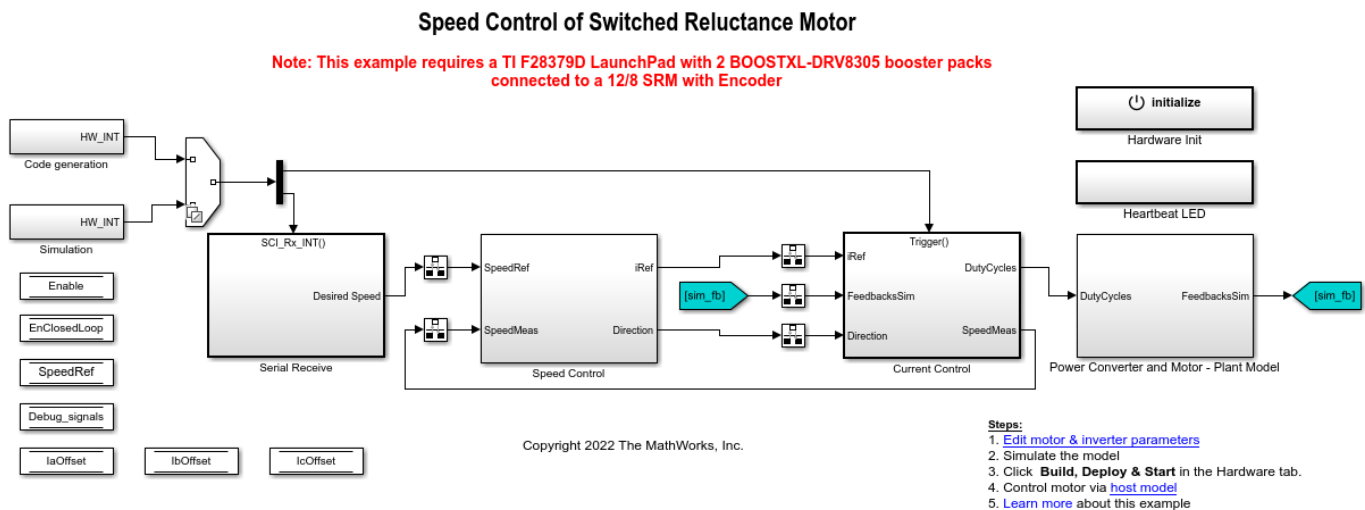 Speed Control of Switched Reluctance Motor
Note: This example requires a TI F28379D LaunchPad with 2 BOOSTXL-DRV8305 booster packs
connected to a 12/8 SRM with Encoder
initialize
Hardware Init
Heartbeat LED
HW_INT
Code generation
HW_INT
Simulation
SCI_Rx_INT()
Desired Speed
Serial Receive
SpeedRef
iRef
SpeedMeas
Direction
Speed Control
[sim_fb]
Trigger()
iRef
DutyCycles
FeedbacksSim
Direction
SpeedMeas
Current Control
DutyCycles
FeedbacksSim
Power Converter and Motor - Plant Model
[sim_fb]
Enable
EnClosedLoop
SpeedRef
Debug_signals
IaOffset
IbOffset
IcOffset
Copyright 2022 The MathWorks, Inc.
Steps:
1. Edit motor & inverter parameters
2. Simulate the model
3. Click Build, Deploy & Start in the Hardware tab.
4. Control motor via host model
5. Learn more about this example